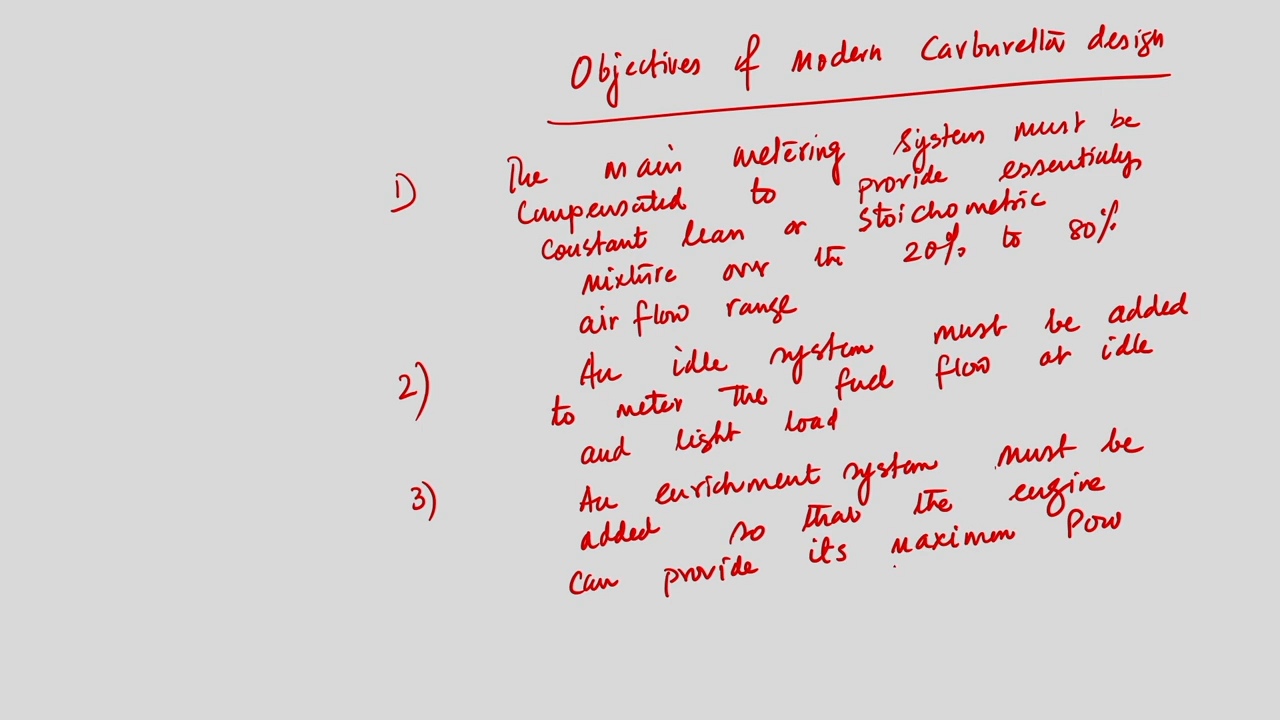 Objectives of modern Carburettor design
1) The main metering system must be
compensated to provide essentially
constant lean or stoichometric
mixture over the 20% to 80%
air flow range
2) An idle system must be added
to meter the fuel flow at idle
and light load
3) An enrichment system must be
added so that the engine
can provide its maximum Pow